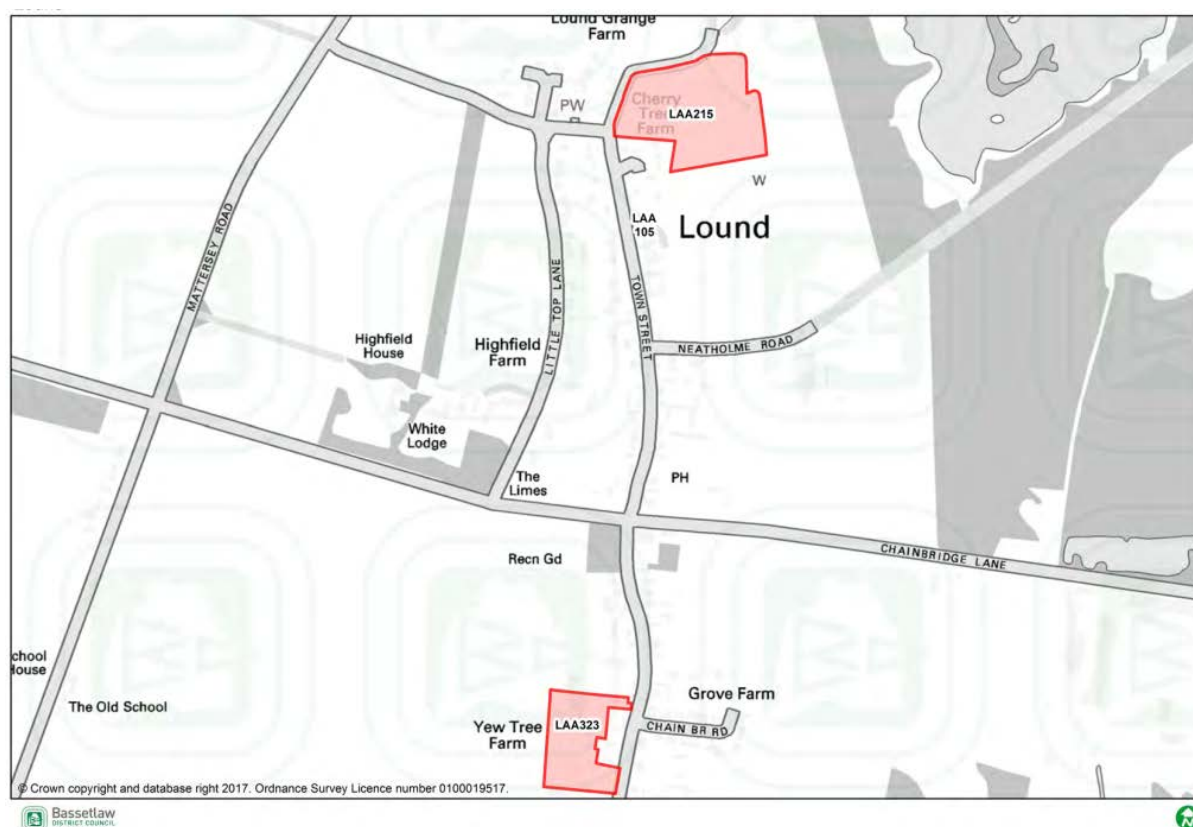 Lound Grange
Farm
PW
Cherry
Tree
Farm
LAA215
W
LAA
105
Lound
MATTERSEY ROAD
LITTLE TOP LANE
TOWN STREET
NEATHOLME ROAD
Highfield
House
Highfield
Farm
White
Lodge
The
Limes
PH
Recn Gd
CHAINBRIDGE LANE
The Old School
Yew Tree
Farm
LAA323
Grove Farm
CHAIN BR RD
© Crown copyright and database right 2017. Ordnance Survey Licence number 0100019517.
Bassetlaw
DISTRICT COUNCIL
N